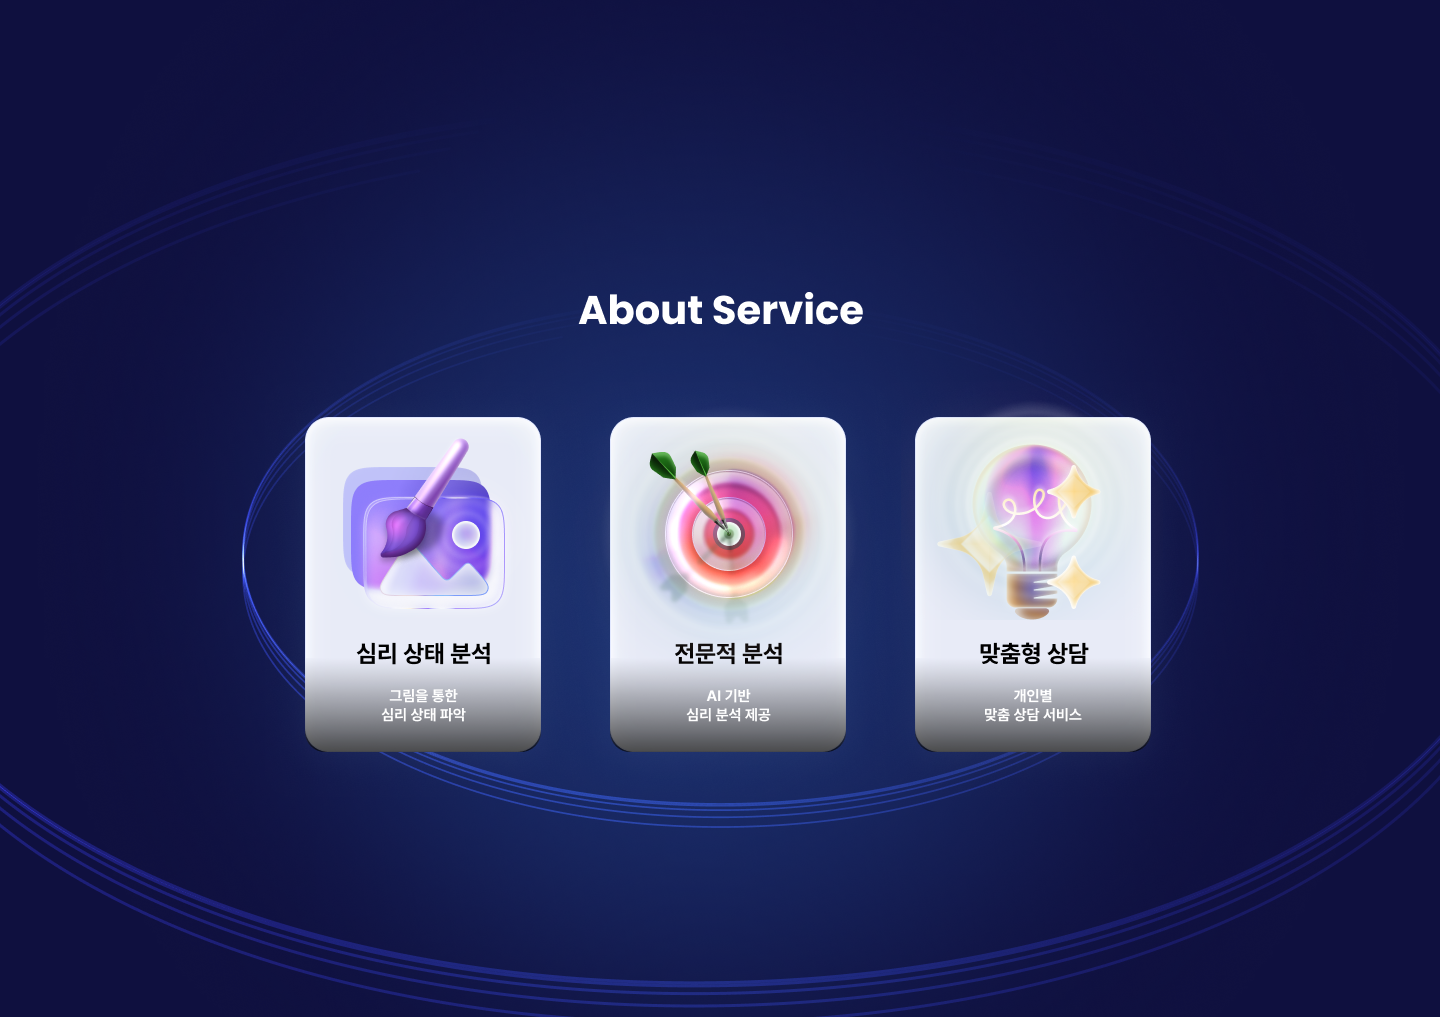 About Service
심리 상태 분석
그림을 통한
심리 상태 파악
전문적 분석
AI 기반
심리 분석 제공
맞춤형 상담
개인별
맞춤 상담 서비스